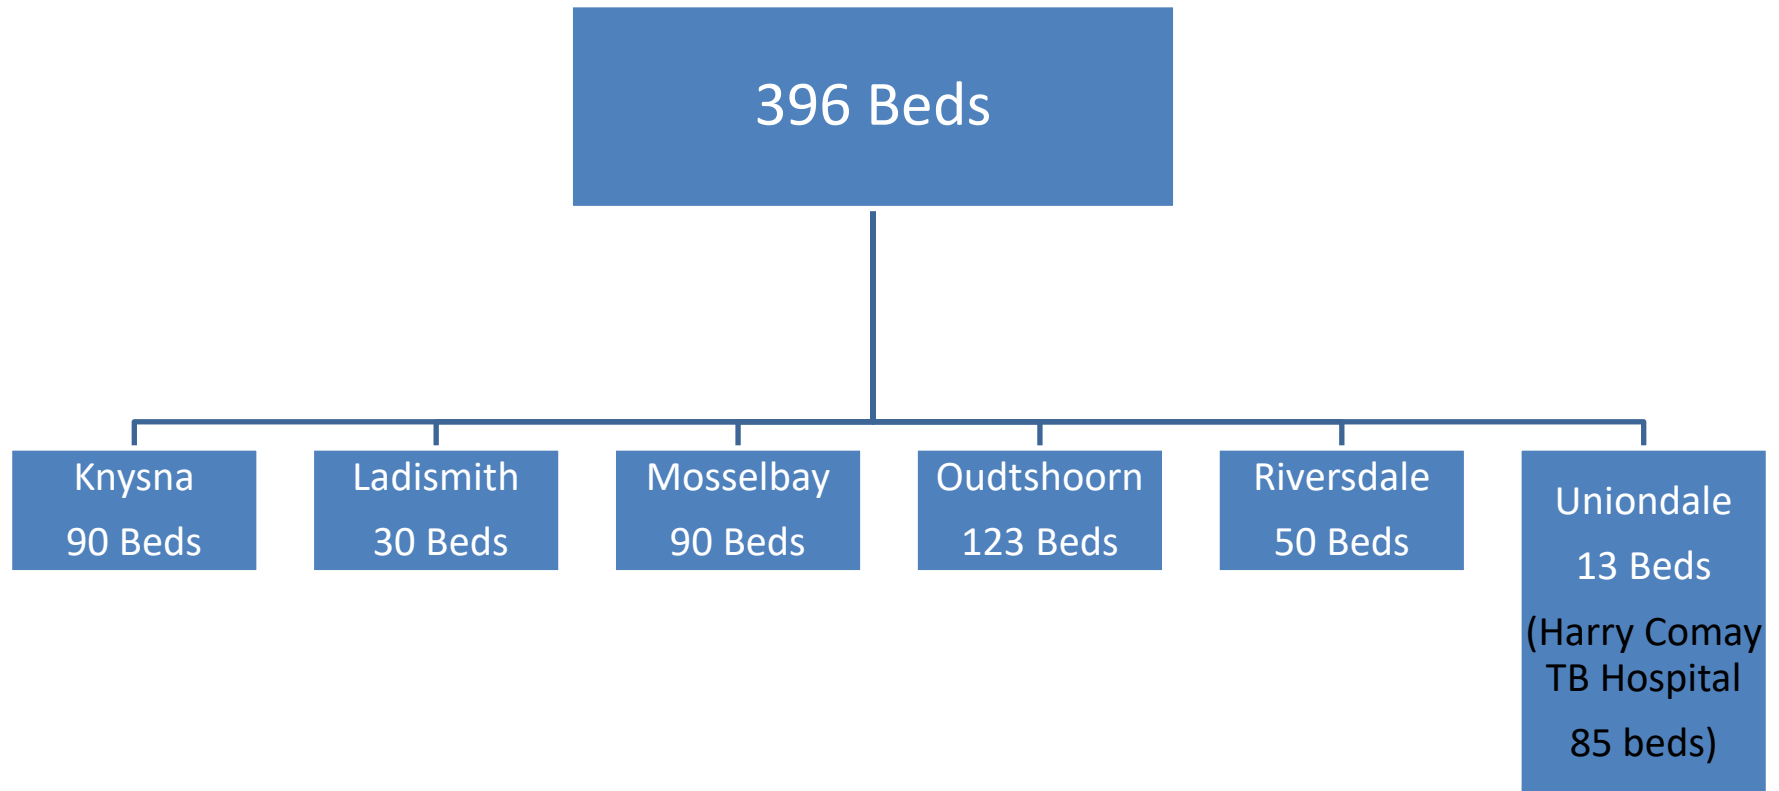 396 Beds
Knysna
90 Beds
Ladismith
30 Beds
Mosselbay
90 Beds
Oudtshoorn
123 Beds
Riversdale
50 Beds
Uniondale
13 Beds
(Harry Comay
TB Hospital
85 beds)